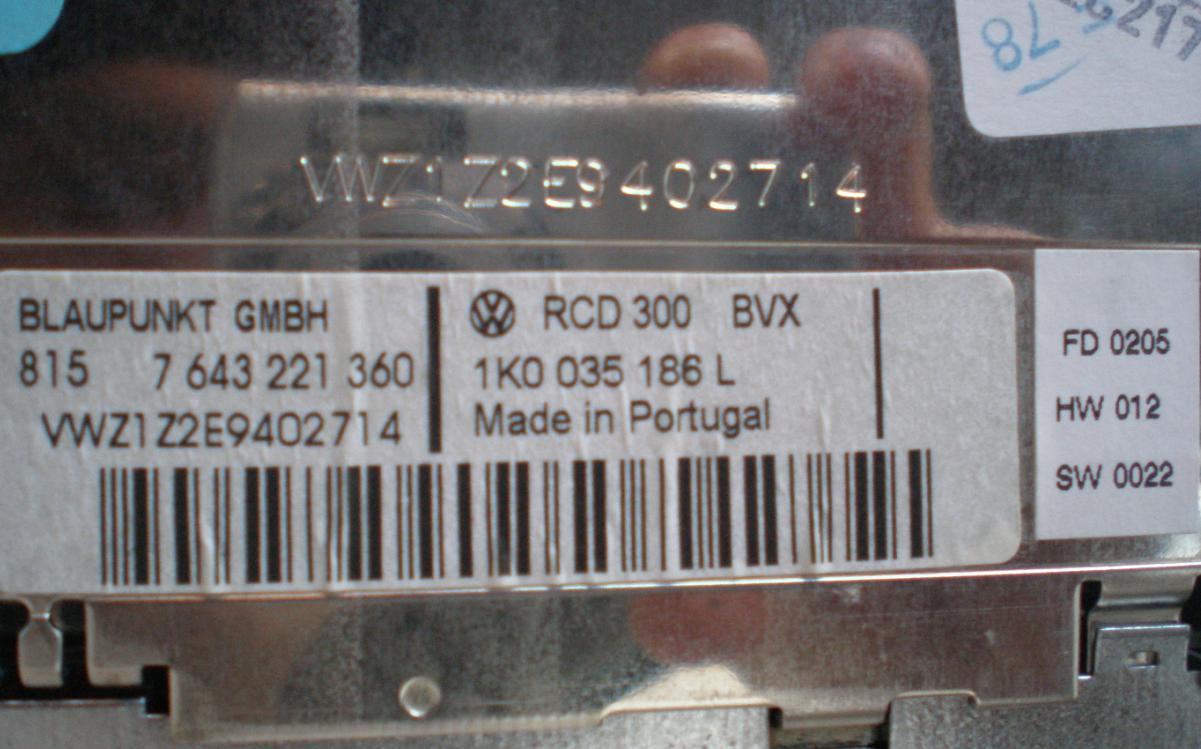 78
VWZ1Z2E9402714
BLAUPUNKT GMBH
815 7 643 221 360
VWZ1Z2E9402714
RCD 300 BVX
1K0 035 186 L
Made in Portugal
FD 0205
HW 012
SW 0022